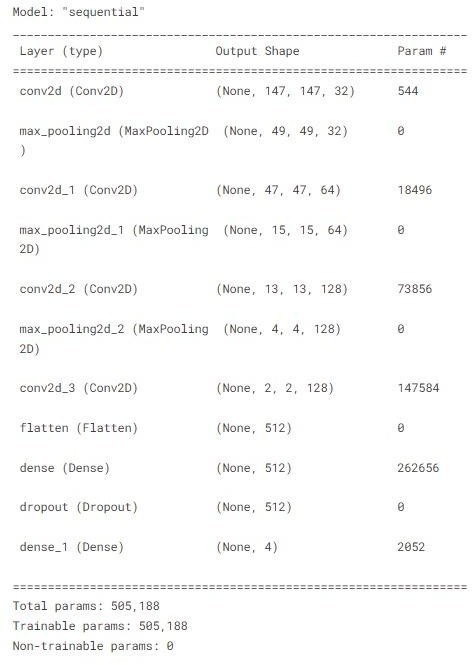 Model: "sequential"
_________________________________________________________________
Layer (type) Output Shape Param #
=================================================================
conv2d (Conv2D) (None, 147, 147, 32) 544
max_pooling2d (MaxPooling2D (None, 49, 49, 32) 0
)
conv2d_1 (Conv2D) (None, 47, 47, 64) 18496
max_pooling2d_1 (MaxPooling (None, 15, 15, 64) 0
2D)
conv2d_2 (Conv2D) (None, 13, 13, 128) 73856
max_pooling2d_2 (MaxPooling (None, 4, 4, 128) 0
2D)
conv2d_3 (Conv2D) (None, 2, 2, 128) 147584
flatten (Flatten) (None, 512) 0
dense (Dense) (None, 512) 262656
dropout (Dropout) (None, 512) 0
dense_1 (Dense) (None, 4) 2052
=================================================================
Total params: 505,188
Trainable params: 505,188
Non-trainable params: 0
_________________________________________________________________